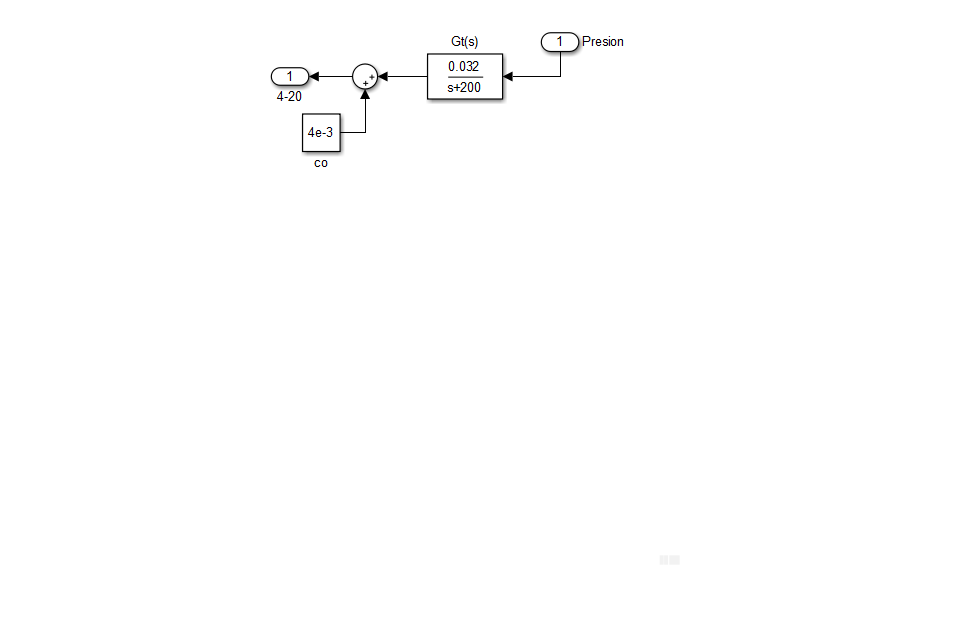 Gt(s)
1
Presion
0.032
s+200
1
4-20
+
+
4e-3
co